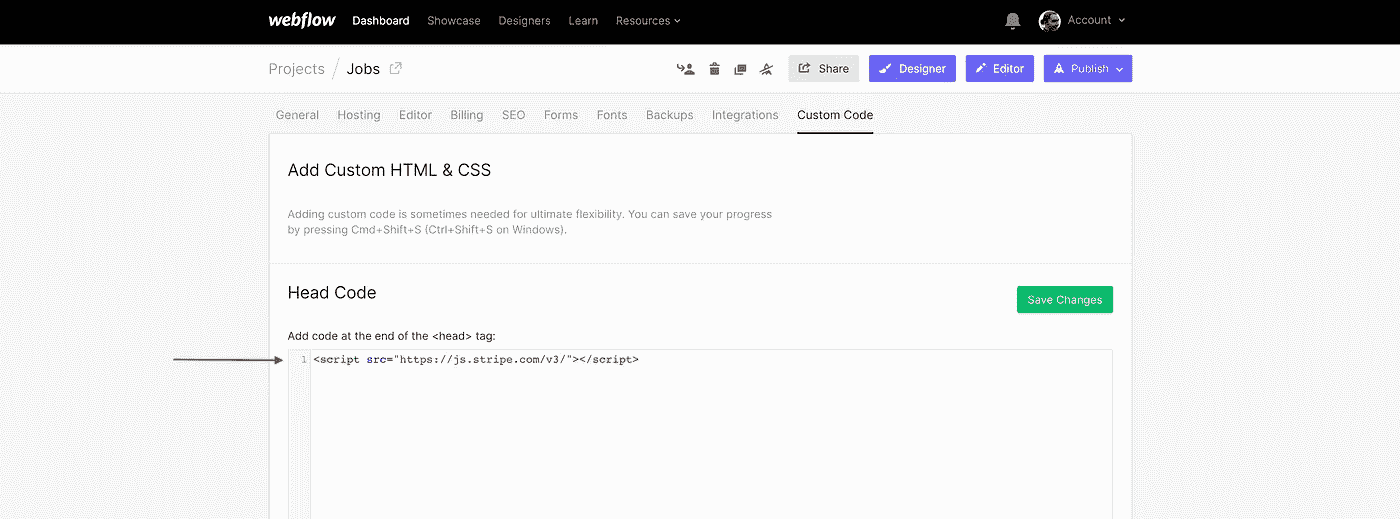 webflow Dashboard Showcase Designers Learn Resources Account
Projects / Jobs Share Designer Editor Publish
General Hosting Editor Billing SEO Forms Fonts Backups Integrations Custom Code
Add Custom HTML & CSS
Adding custom code is sometimes needed for ultimate flexibility. You can save your progress
by pressing Cmd+Shift+S (Ctrl+Shift+S on Windows).
Head Code
Save Changes
Add code at the end of the <head> tag:
1 <script src="https://js.stripe.com/v3/"></script>